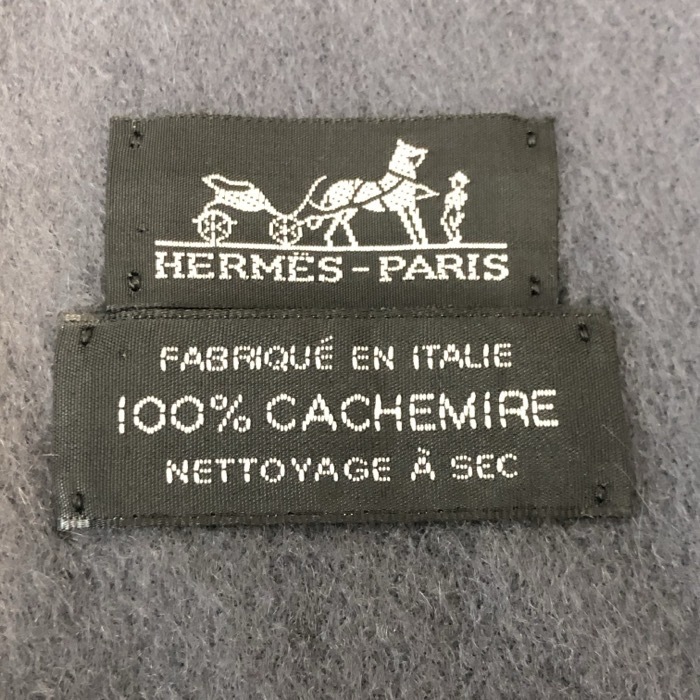 HERMÈS-PARIS
FABRIQUÉ EN ITALIE
100% CACHEMIRE
NETTOYAGE À SEC